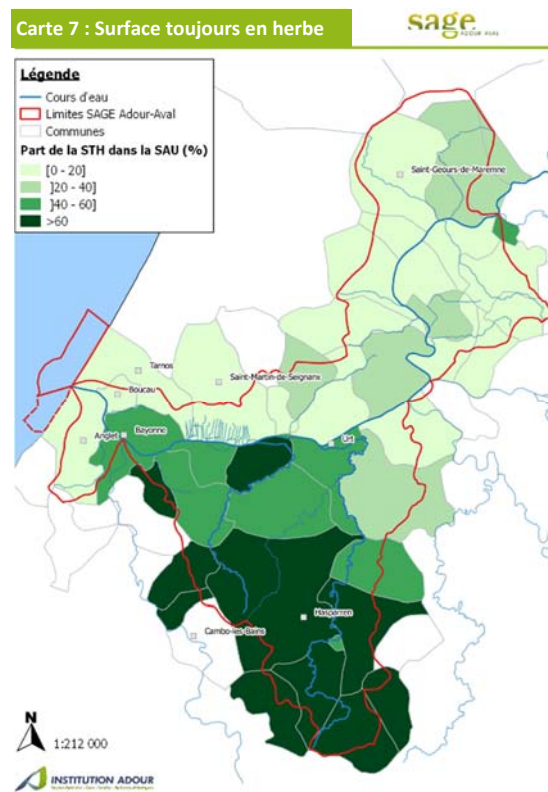 Carte 7 : Surface toujours en herbe
sage
ADOUR AVAL
Légende
Cours d'eau
Limites SAGE Adour-Aval
Communes
Part de la STH dans la SAU (%)
[0 - 20]
]20 - 40]
]40 - 60]
>60
Saint-Geours-de-Maremne
Tarnos
Saint-Martin-de-Seignanx
Boucau
Bayonne
Anglet
Urt
Hasparren
Cambo-les-Bains
N
1:212 000
INSTITUTION ADOUR